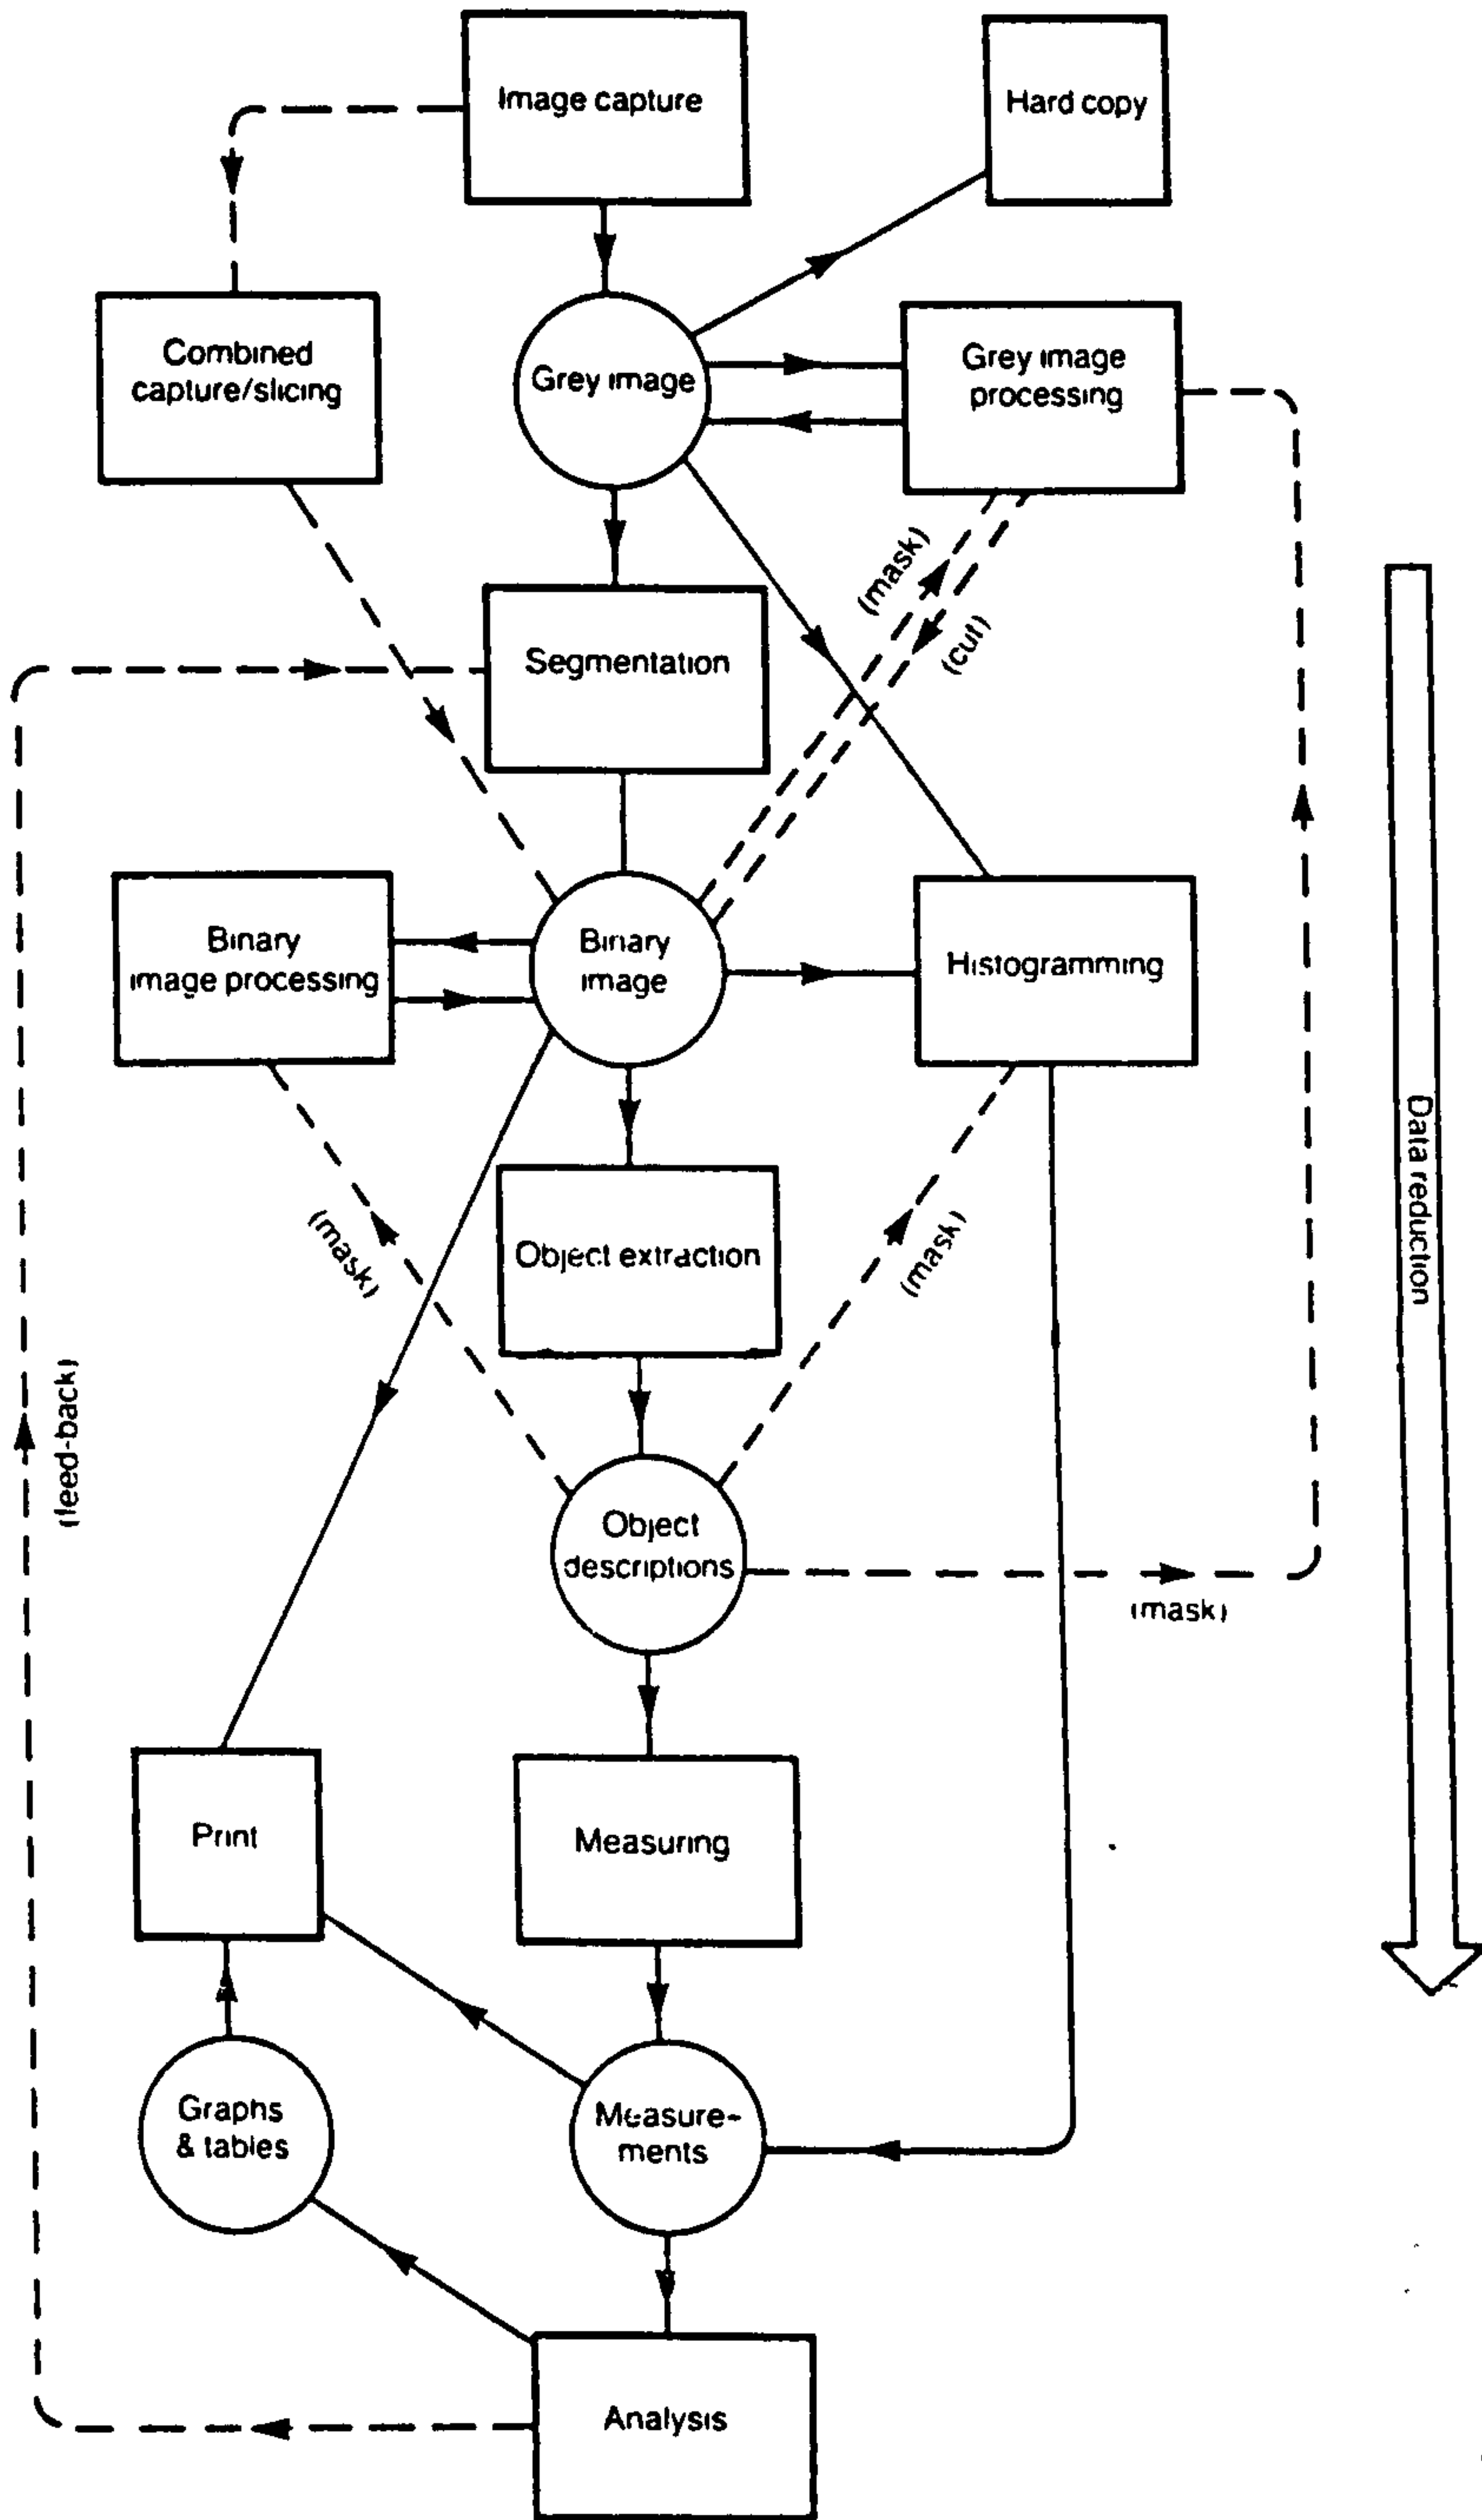 Image capture
Hard copy
Combined
capture/slicing
Grey image
Grey image
processing
(mask)
(cut)
Segmentation
Binary
image processing
Binary
image
Histogramming
Data reduction
(mask)
Object extraction
(mask)
(feed-back)
Object
descriptions
(mask)
Print
Measuring
Graphs
& tables
Measure-
ments
Analysis